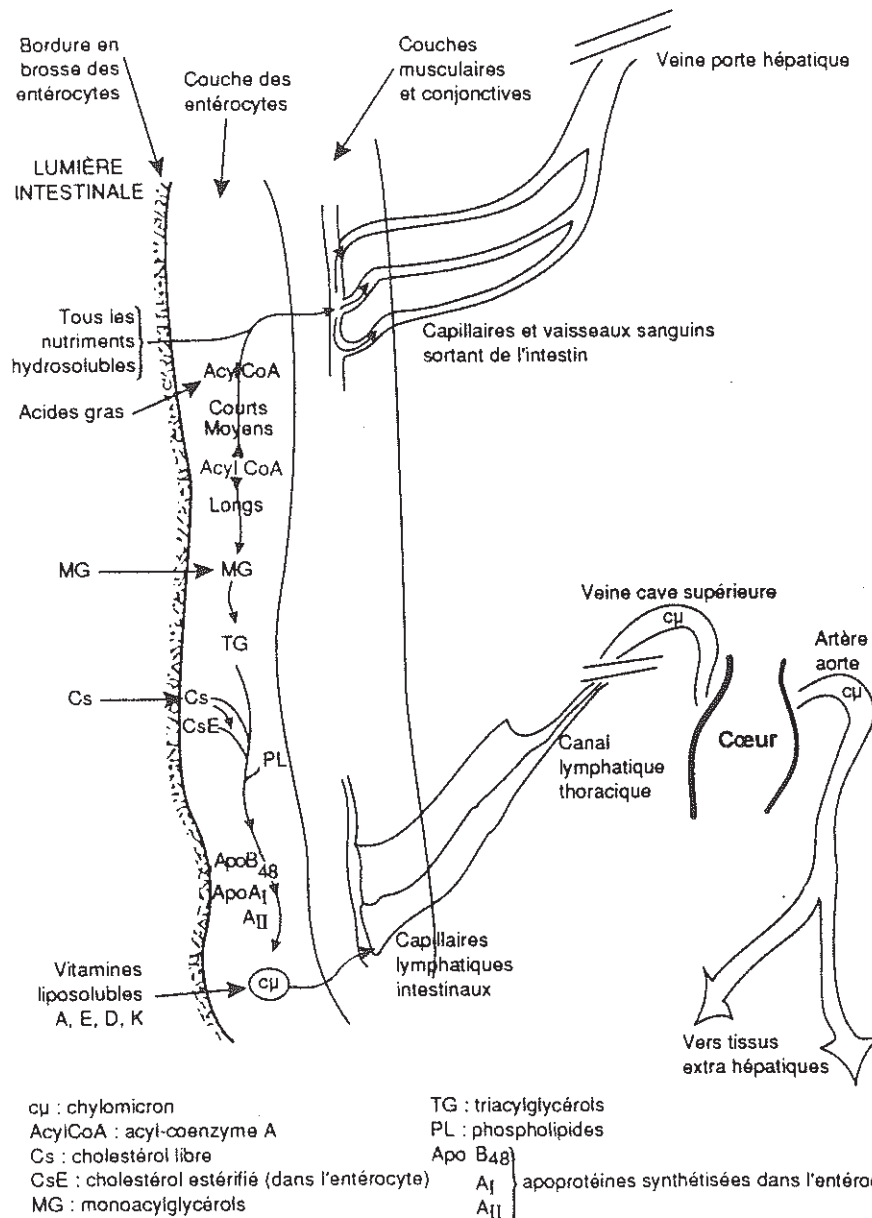 Bordure en
brosse des
entérocytes
Couche des
entérocytes
Couches
musculaires
et conjonctives
Veine porte hépatique
LUMIÈRE
INTESTINALE
Tous les
nutriments
hydrosolubles
Capillaires et vaisseaux sanguins
sortant de l'intestin
Acyl CoA
Acides gras
Courts
Moyens
Acyl CoA
Longs
MG
MG
TG
Cs
Cs
CsE
PL
Veine cave supérieure
cµ
Artère
aorte
cµ
Cœur
Canal
lymphatique
thoracique
ApoB48
ApoAI
AII
Vitamines
liposolubles
A, E, D, K
cµ
Capillaires
lymphatiques
intestinaux
Vers tissus
extra hépatiques
cµ : chylomicron
AcylCoA : acyl-coenzyme A
Cs : cholestérol libre
CsE : cholestérol estérifié (dans l'entérocyte)
MG : monoacylglycérols
TG : triacylglycérols
PL : phospholipides
Apo B48
AI
AII
apoprotéines synthétisées dans l'entéroc